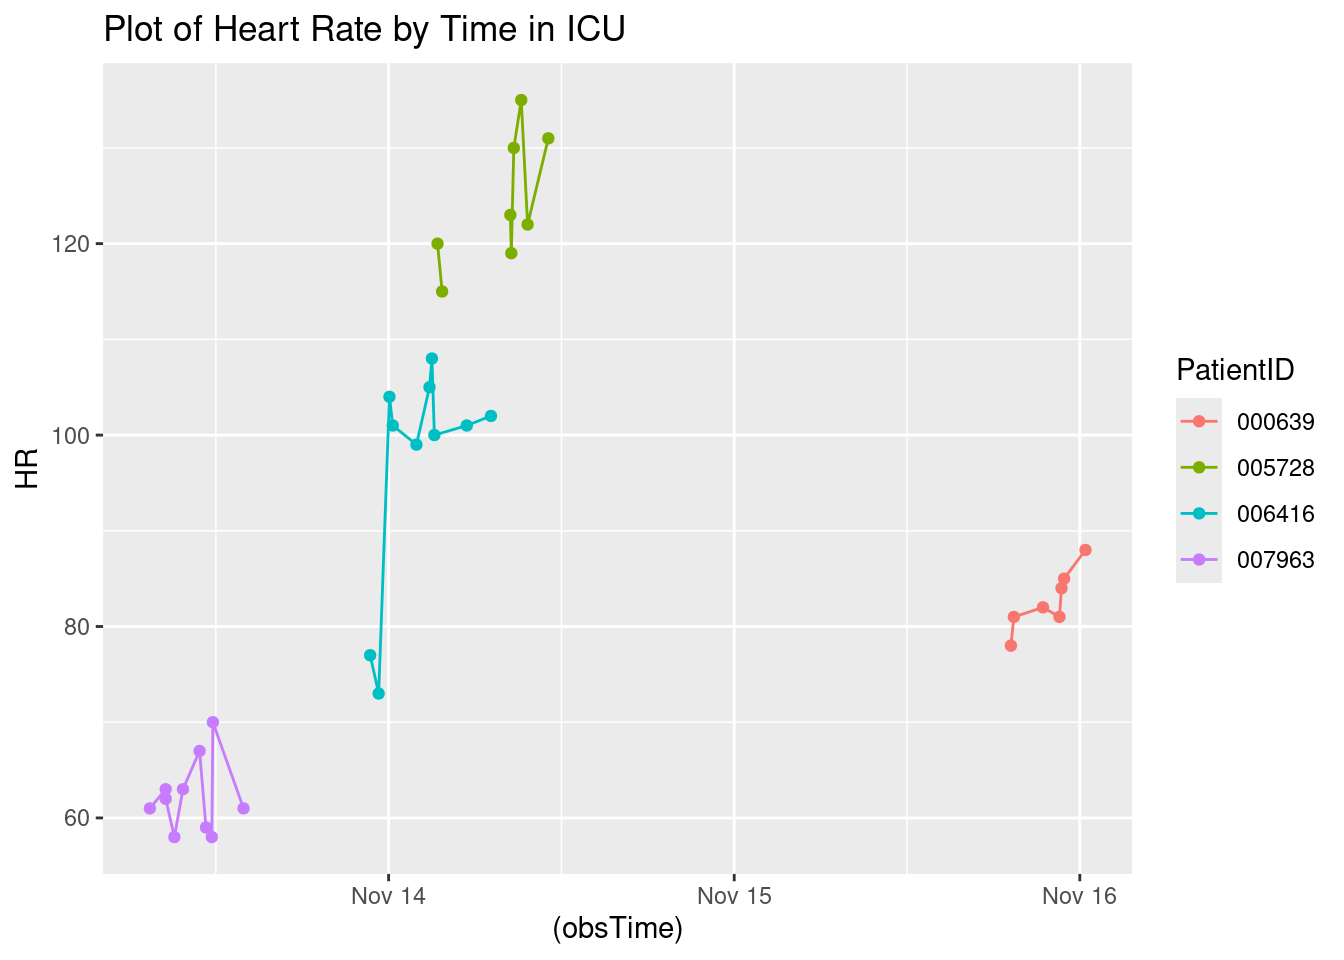 Plot of Heart Rate by Time in ICU
120
100
80
60
HR
Nov 14
Nov 15
Nov 16
(obsTime)
PatientID
000639
005728
006416
007963